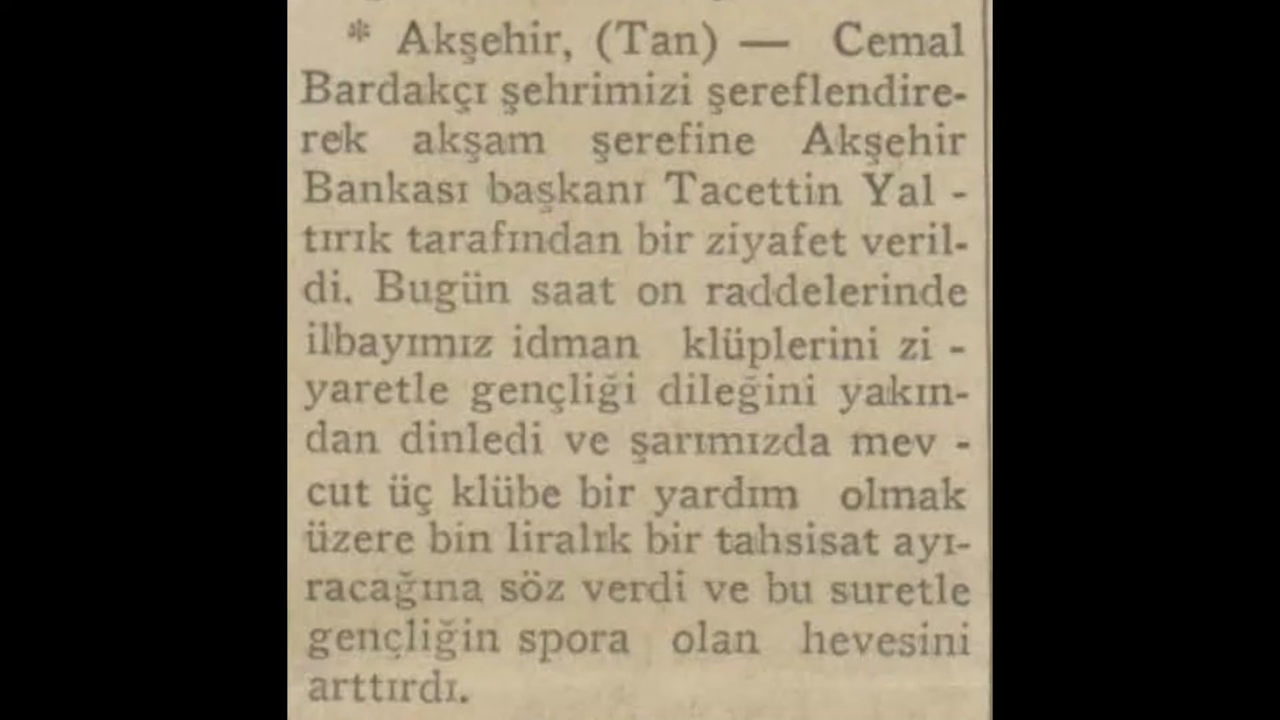 * Akşehir, (Tan) — Cemal
Bardakçı şehrimizi şereflendire-
rek akşam şerefine Akşehir
Bankası başkanı Tacettin Yal -
tırık tarafından bir ziyafet veril-
di. Bugün saat on raddelerinde
ilbayımız idman klüplerini zi -
yaretle gençliği dileğini yakın-
dan dinledi ve şarımızda mev -
cut üç klübe bir yardım olmak
üzere bin liralık bir tahsisat ayı-
racağına söz verdi ve bu suretle
gençliğin spora olan hevesini
arttırdı.